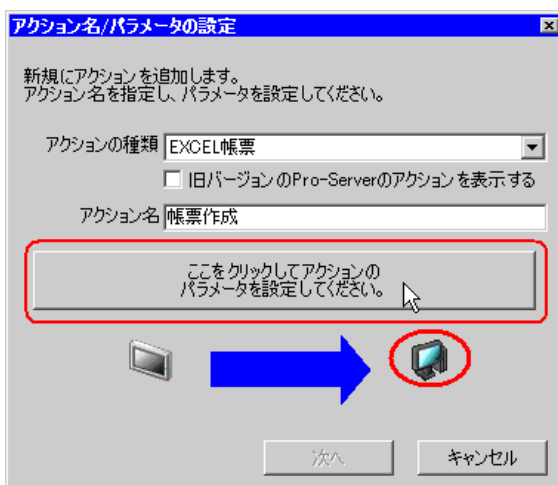 アクション名/パラメータの設定
新規にアクションを追加します。
アクション名を指定し、パラメータを設定してください。
アクションの種類 EXCEL帳票
旧バージョンのPro-Serverのアクションを表示する
アクション名 帳票作成
ここをクリックしてアクションの
パラメータを設定してください。
次へ キャンセル